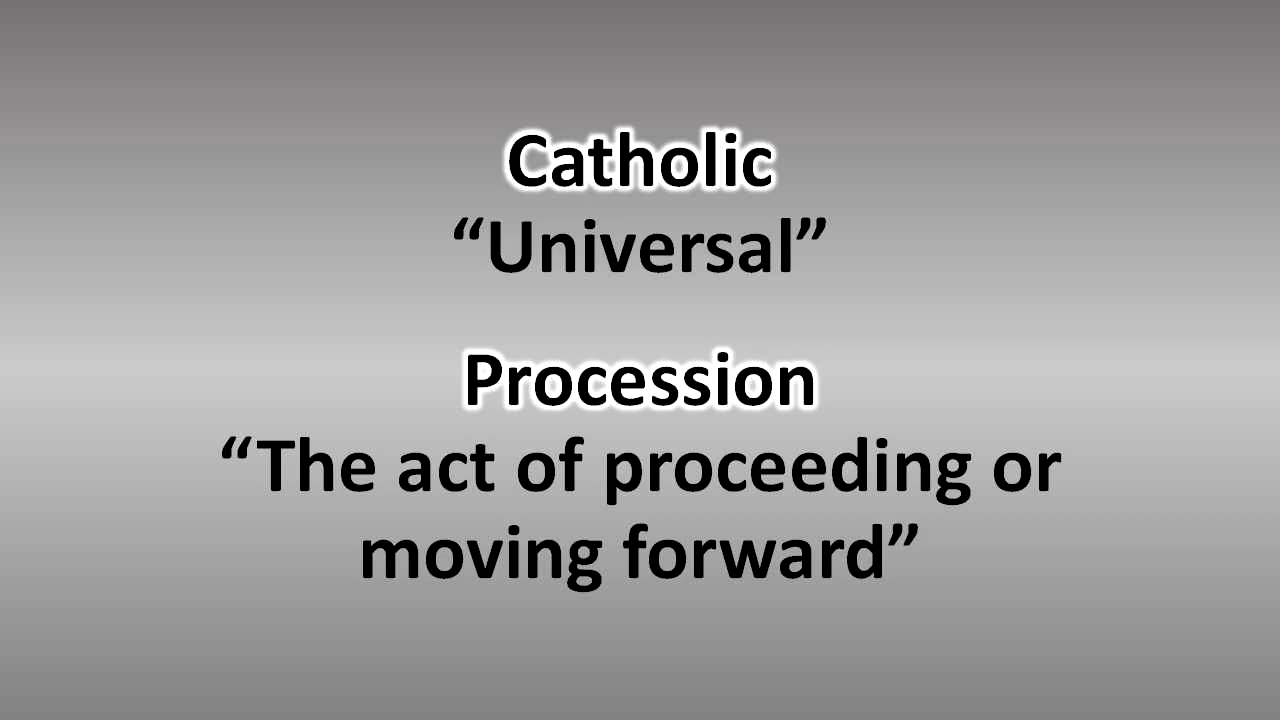 Catholic
“Universal”
Procession
“The act of proceeding or
moving forward”